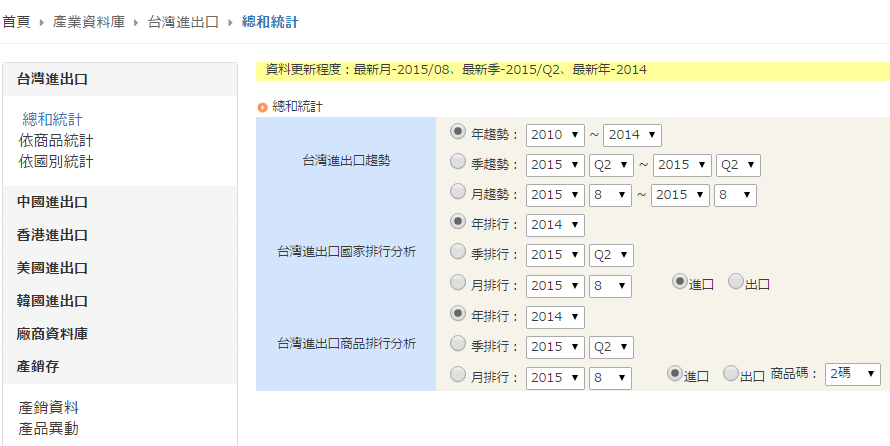 首頁 ▸ 產業資料庫 ▸ 台灣進出口 ▸ 總和統計
台灣進出口
總和統計
依商品統計
依國別統計
中國進出口
香港進出口
美國進出口
韓國進出口
廠商資料庫
產銷存
產銷資料
產品異動
資料更新程度：最新月-2015/08、最新季-2015/Q2、最新年-2014
總和統計
台灣進出口趨勢
年趨勢： 2010 ~ 2014
季趨勢： 2015 Q2 ~ 2015 Q2
月趨勢： 2015 8 ~ 2015 8
台灣進出口國家排行分析
年排行： 2014
季排行： 2015 Q2
月排行： 2015 8 進口 出口
台灣進出口商品排行分析
年排行： 2014
季排行： 2015 Q2
月排行： 2015 8 進口 出口 商品碼： 2碼